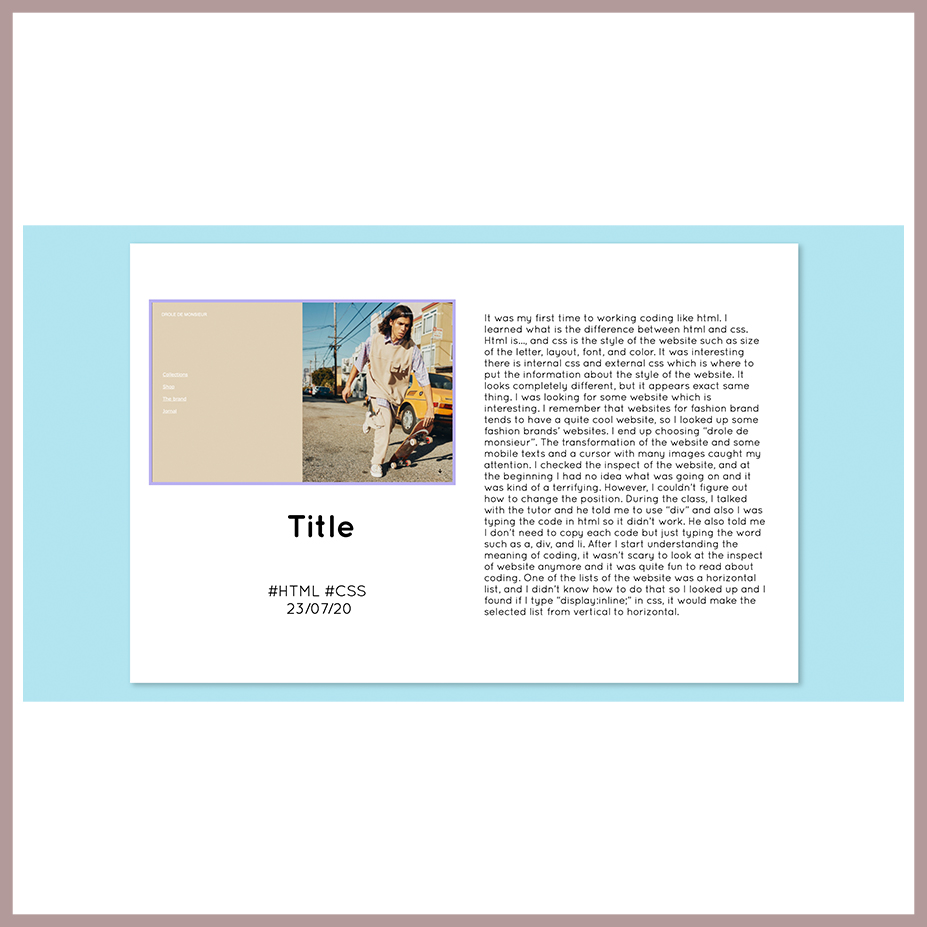 DROLE DE MONSIEUR
Collections
Shop
The brand
Title
#HTML #CSS
23/07/20
It was my first time to working coding like html. I
learned what is the difference between html and css.
Html is..., and css is the style of the website such as size
of the letter, layout, font, and color. It was interesting
there is internal css and external css which is where to
put the information about the style of the website. It
looks completely different, but it appears exact same
thing. I was looking for some website which is
interesting. I remember that websites for fashion brand
tends to have a quite cool website, so I looked up some
fashion brands' websites. I end up choosing "drole de
monsieur". The transformation of the website and some
mobile texts and a cursor with many images caught my
attention. I checked the inspect of the website, and at
the beginning I had no idea what was going on and it
was kind of a terrifying. However, I couldn't figure out
how to change the position. During the class, I talked
with the tutor and he told me to use "div" and also I was
typing the code in html so it didn't work. He also told me
I don't need to copy each code but just typing the word
such as a, div, and li. After I start understanding the
meaning of coding, it wasn't scary to look at the inspect
of website anymore and it was quite fun to read about
coding. One of the lists of the website was a horizontal
list, and I didn't know how to do that so I looked up and I
found if I type "display:inline;" in css, it would make the
selected list from vertical to horizontal.